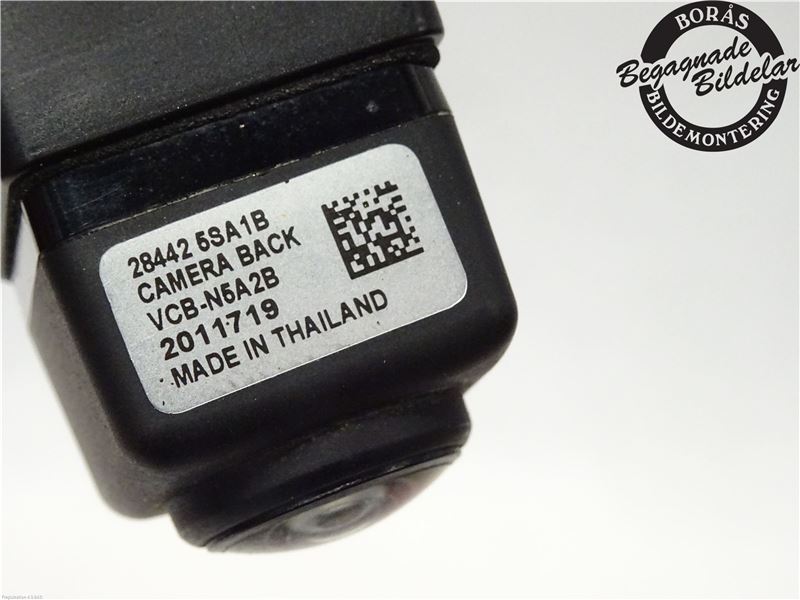 BORÅS
Begagnade
Bildelar
BILDEMONTERING
28442 5SA1B
CAMERA BACK
VCB-N5A2B
2011719
MADE IN THAILAND